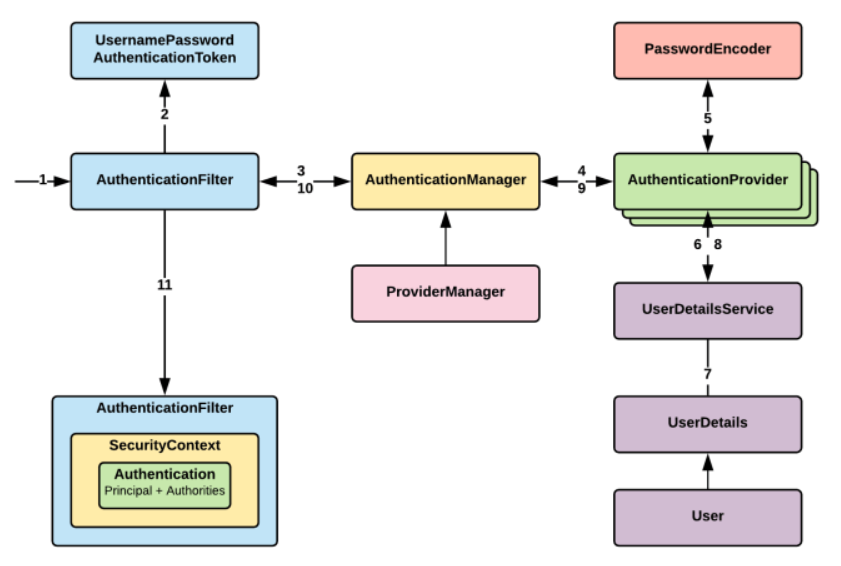 UsernamePassword
AuthenticationToken
PasswordEncoder
2
5
1
AuthenticationFilter
3
10
AuthenticationManager
4
9
AuthenticationProvider
6 8
11
ProviderManager
UserDetailsService
7
AuthenticationFilter
SecurityContext
Authentication
Principal + Authorities
UserDetails
User